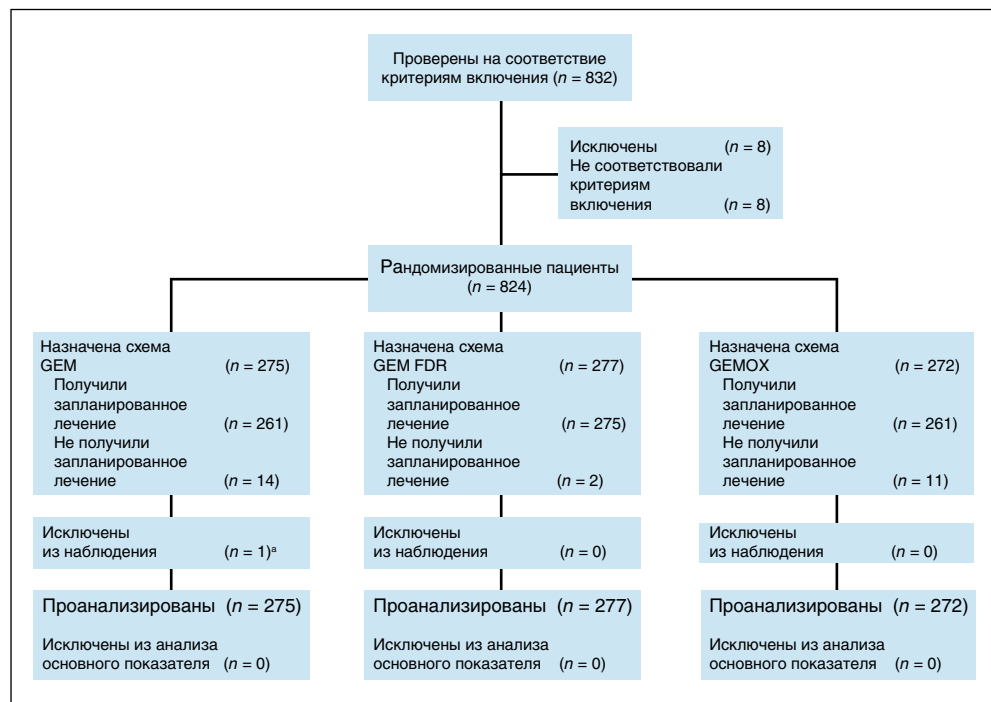 Проверены на соответствие
критериям включения (n = 832)
Исключены (n = 8)
Не соответствовали
критериям
включения (n = 8)
Рандомизированные пациенты
(n = 824)
Назначена схема
GEM (n = 275)
Получили
запланированное
лечение (n = 261)
Не получили
запланированное
лечение (n = 14)
Назначена схема
GEM FDR (n = 277)
Получили
запланированное
лечение (n = 275)
Не получили
запланированное
лечение (n = 2)
Назначена схема
GEMOX (n = 272)
Получили
запланированное
лечение (n = 261)
Не получили
запланированное
лечение (n = 11)
Исключены
из наблюдения (n = 1)ᵃ
Исключены
из наблюдения (n = 0)
Исключены
из наблюдения (n = 0)
Проанализированы (n = 275)
Исключены из анализа
основного показателя (n = 0)
Проанализированы (n = 277)
Исключены из анализа
основного показателя (n = 0)
Проанализированы (n = 272)
Исключены из анализа
основного показателя (n = 0)